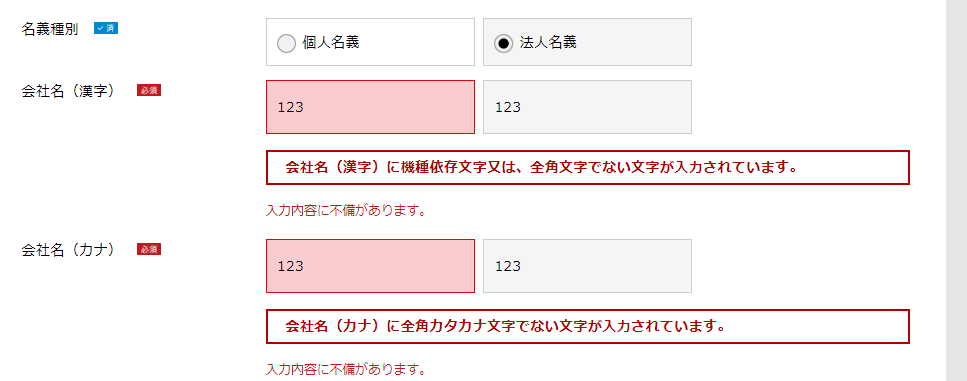 名義種別 ✓済 個人名義 法人名義
会社名（漢字） 必須 123 123
会社名（漢字）に機種依存文字又は、全角文字でない文字が入力されています。
入力内容に不備があります。
会社名（カナ） 必須 123 123
会社名（カナ）に全角カタカナ文字でない文字が入力されています。
入力内容に不備があります。